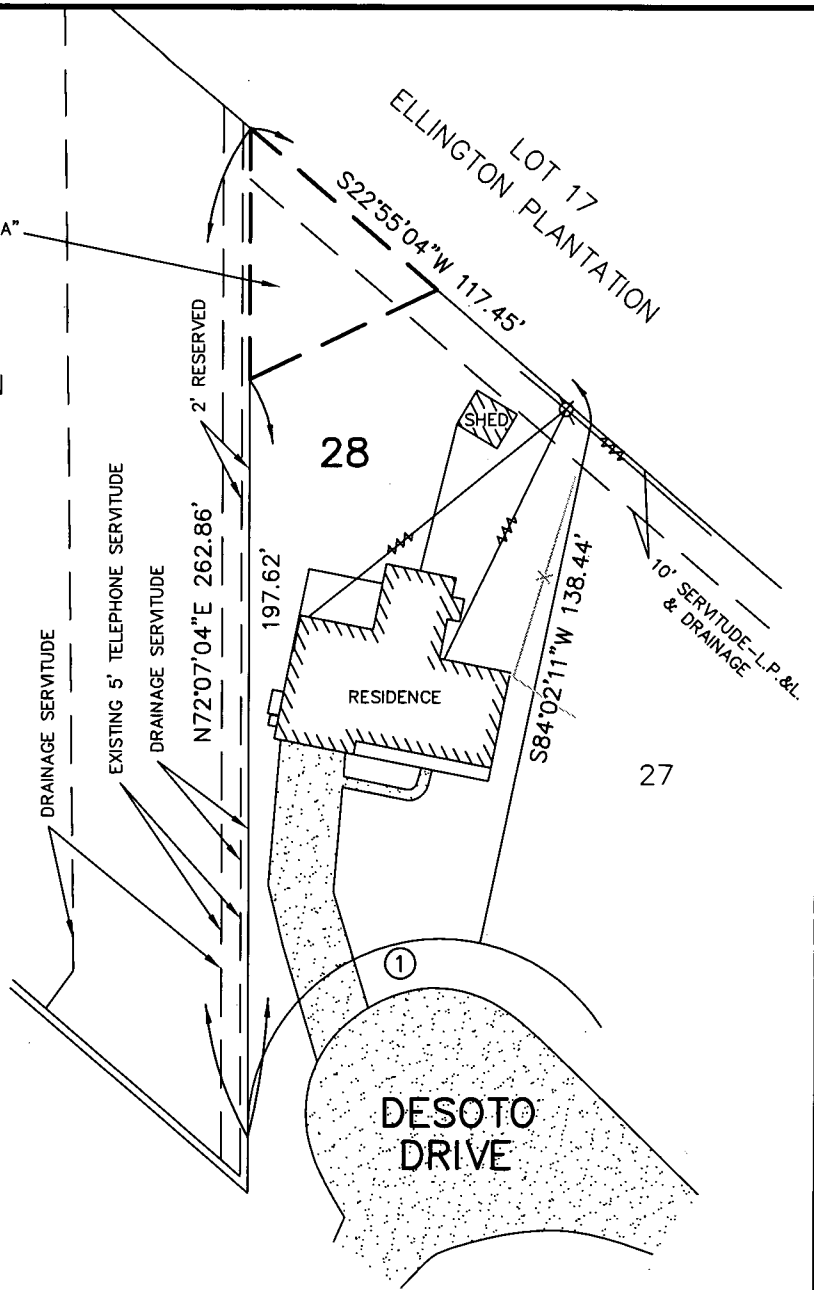 LOT 17
ELLINGTON PLANTATION
S22°55'04"W 117.45'
A"
2' RESERVED
SHED
28
N72°07'04"E 262.86'
197.62'
EXISTING 5' TELEPHONE SERVITUDE
DRAINAGE SERVITUDE
DRAINAGE SERVITUDE
RESIDENCE
S84°02'11"W 138.44'
10' SERVITUDE-L.P.&L.
& DRAINAGE
27
1
DESOTO
DRIVE